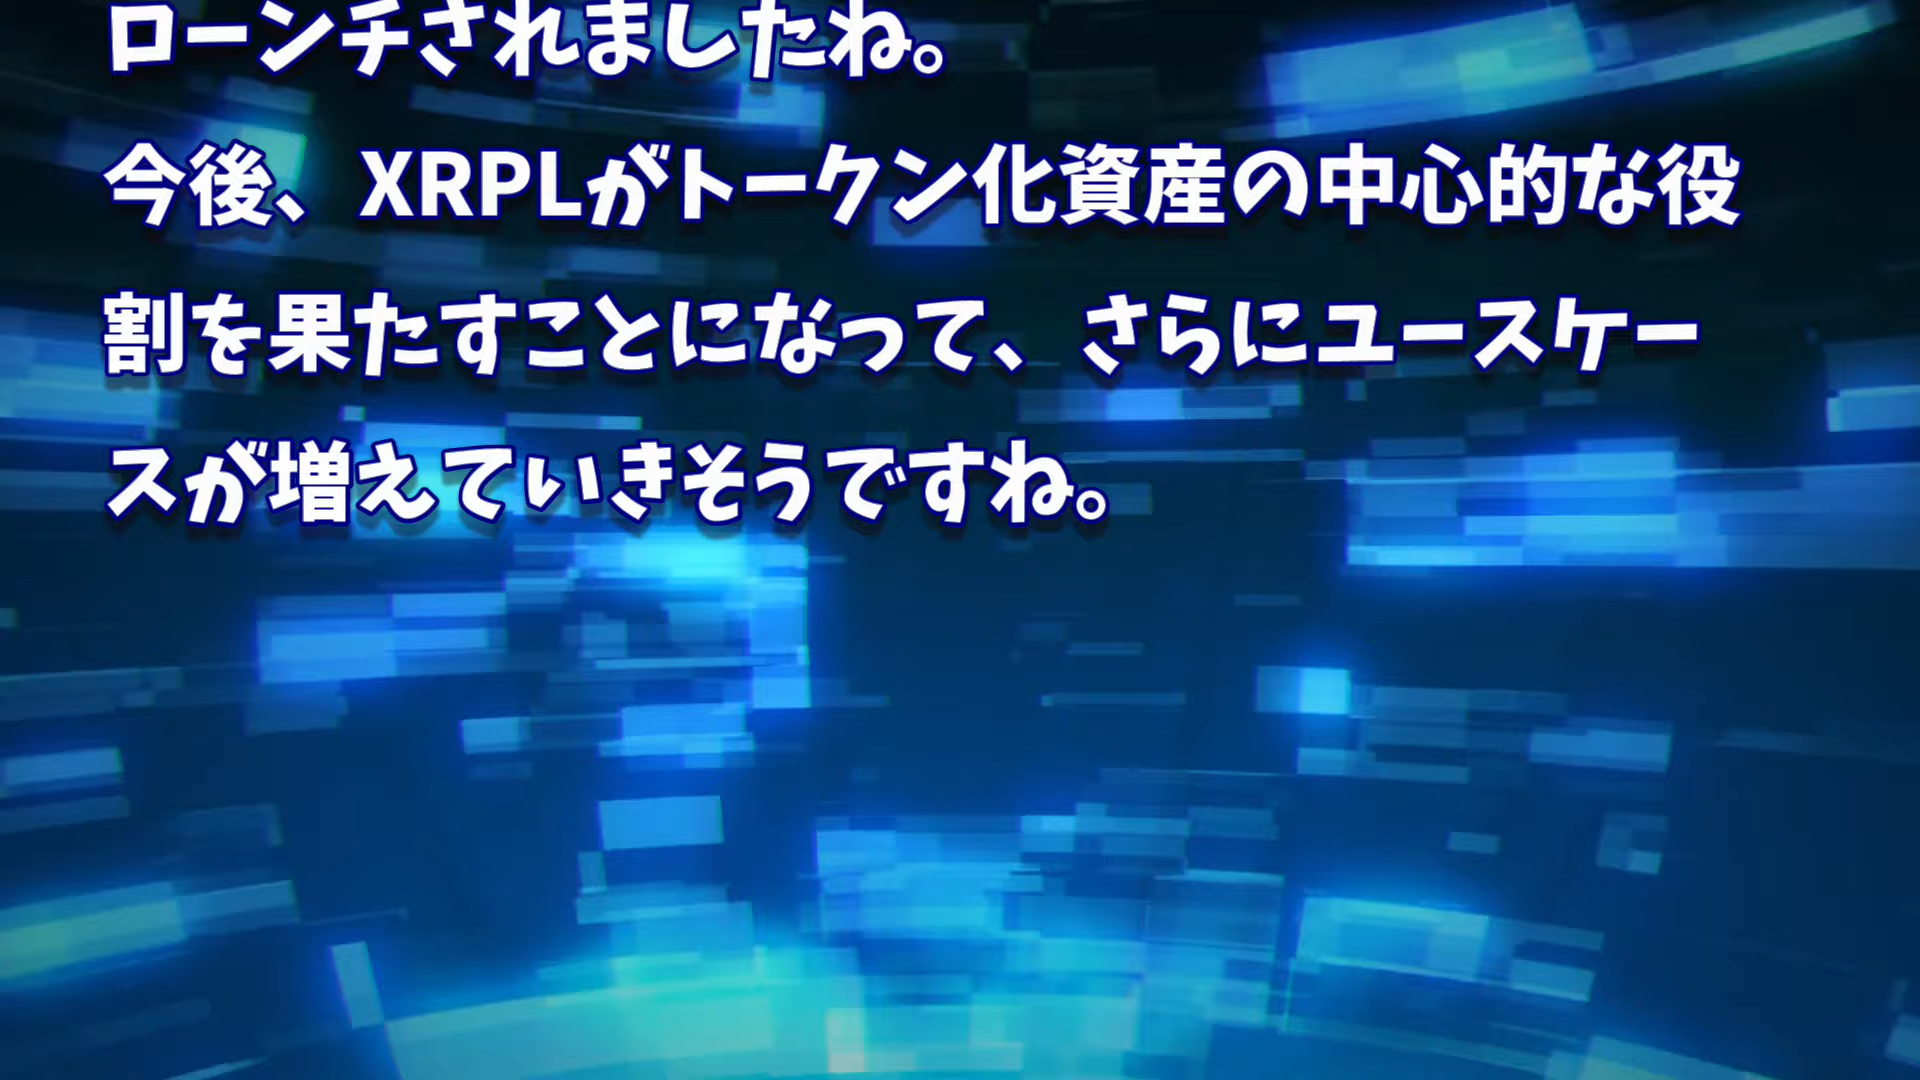 ローンチされましたね。
今後、XRPLがトークン化資産の中心的な役
割を果たすことになって、さらにユースケー
スが増えていきそうですね。